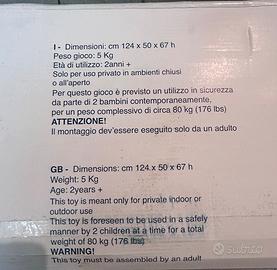 I - Dimensioni: cm 124 x 50 x 67 h
Peso gioco: 5 Kg
Età di utilizzo: 2anni +
Solo per uso privato in ambienti chiusi
o all'aperto
Per questo gioco è previsto un utilizzo in sicurezza
da parte di 2 bambini contemporaneamente,
per un peso complessivo di circa 80 kg (176 lbs)
ATTENZIONE!
Il montaggio dev'essere eseguito solo da un adulto
GB - Dimensions: cm 124 x 50 x 67 h
Weight: 5 Kg
Age: 2years +
This toy is meant only for private indoor or
outdoor use
This toy is foreseen to be used in a safely
manner by 2 children at a time for a total
weight of 80 kg (176 lbs)
WARNING!
This toy must be assembled by an adult
subito